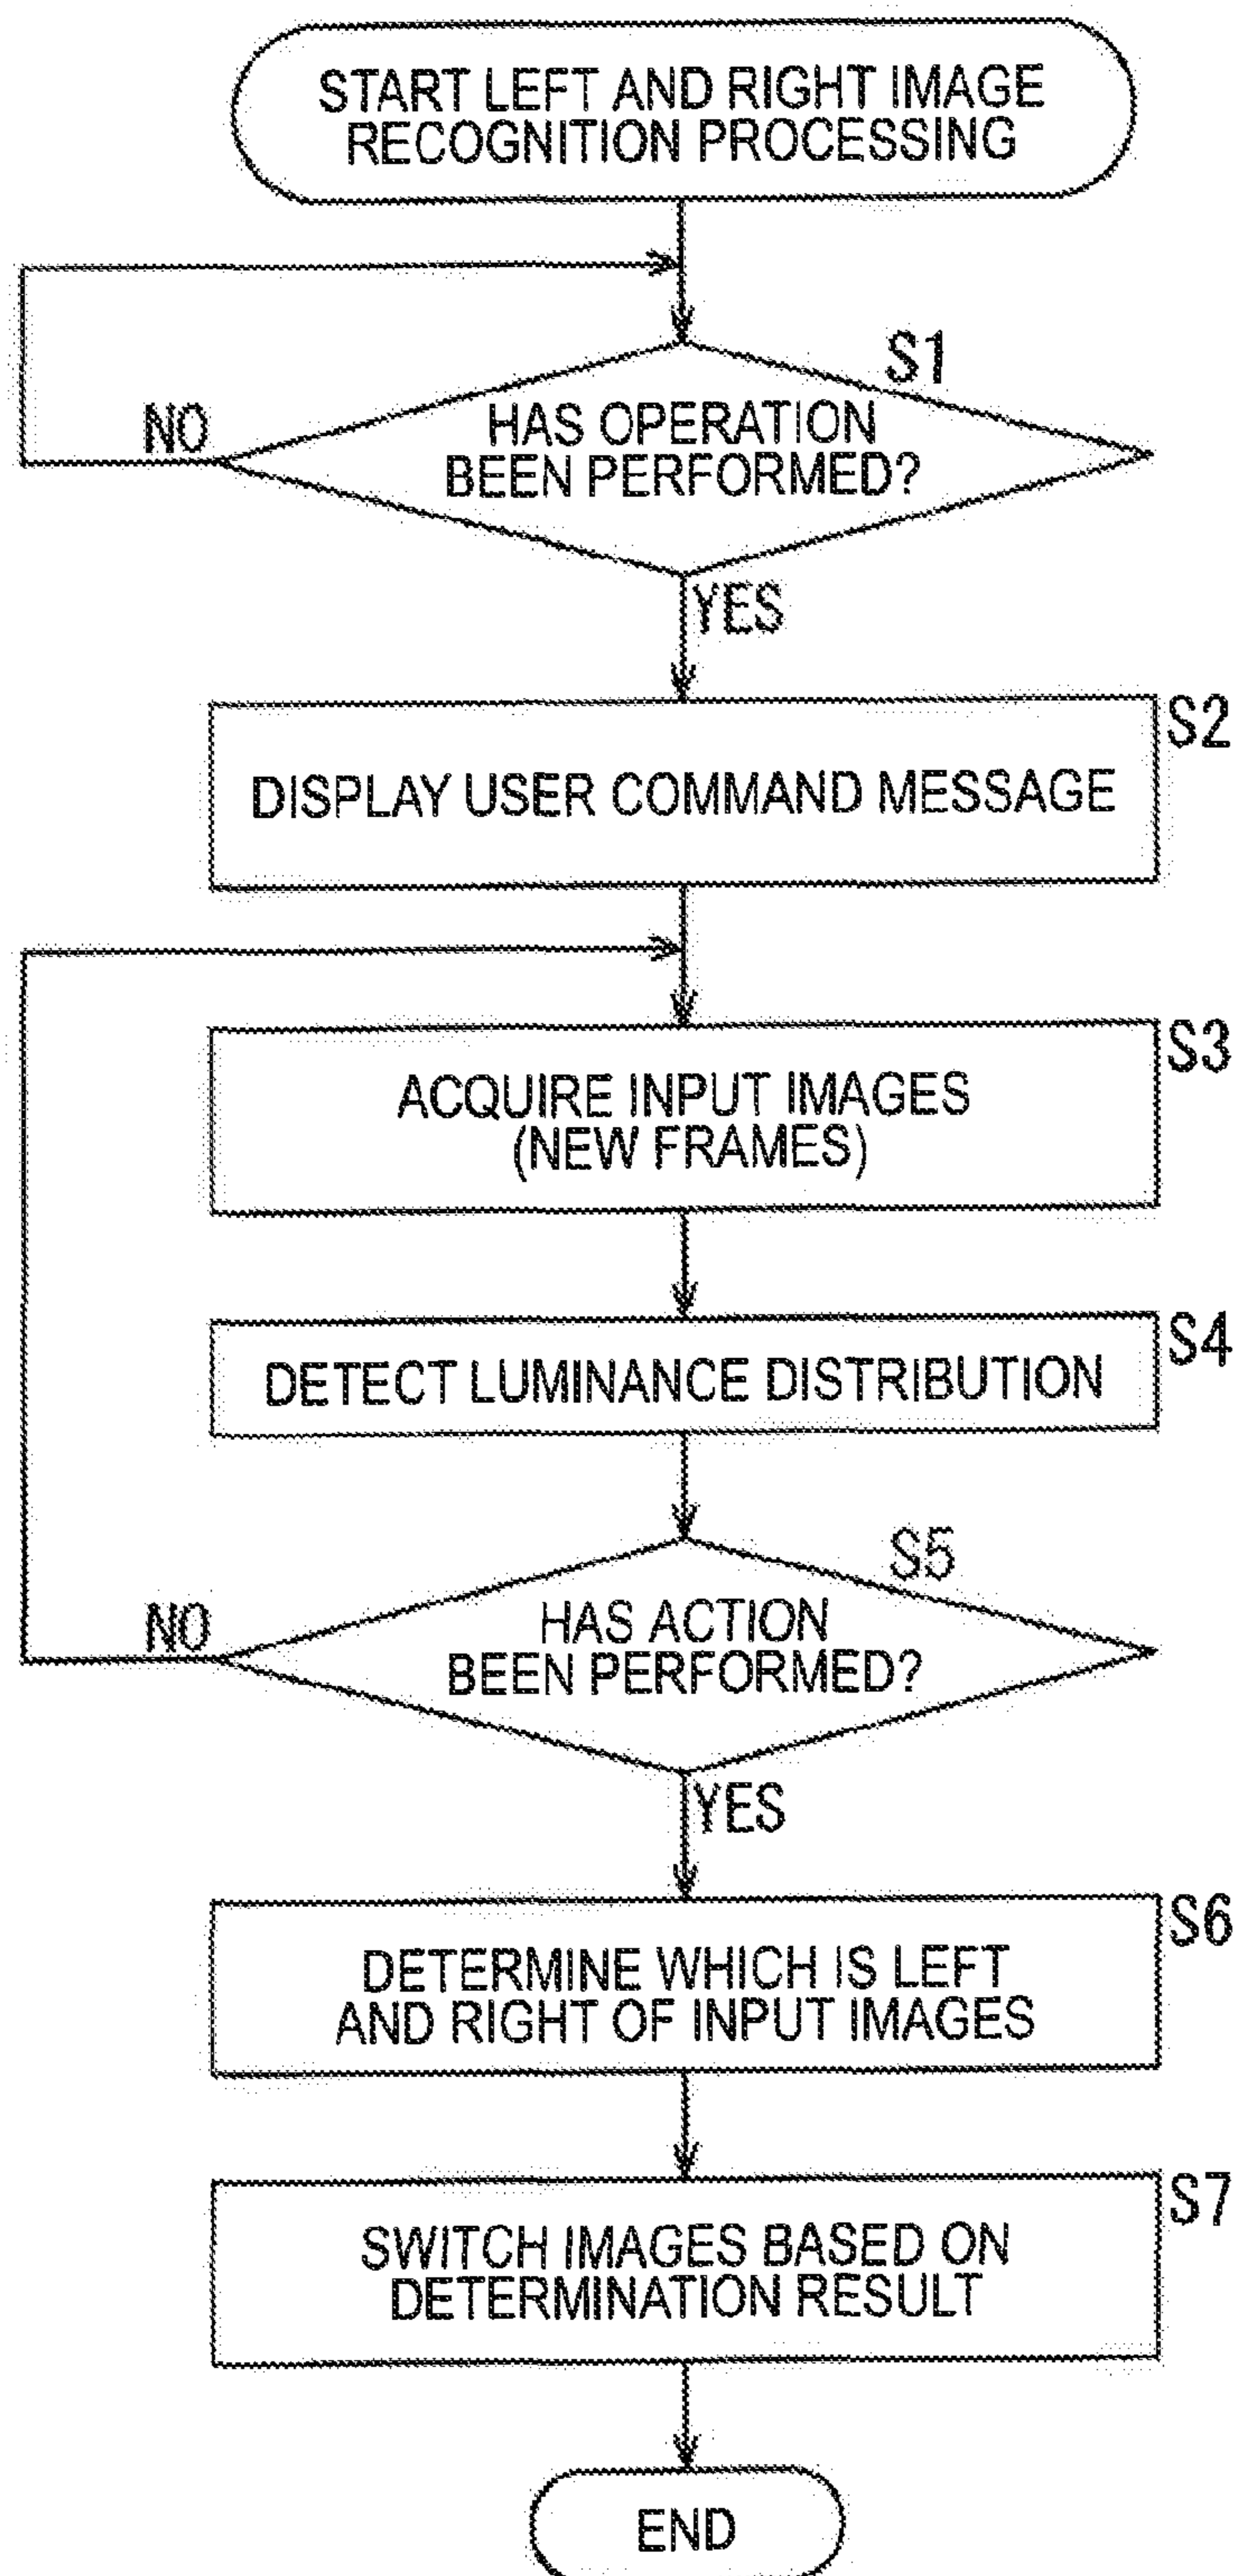 START LEFT AND RIGHT IMAGE
RECOGNITION PROCESSING
S1
HAS OPERATION
BEEN PERFORMED?
NO
YES
S2
DISPLAY USER COMMAND MESSAGE
S3
ACQUIRE INPUT IMAGES
(NEW FRAMES)
S4
DETECT LUMINANCE DISTRIBUTION
S5
HAS ACTION
BEEN PERFORMED?
NO
YES
S6
DETERMINE WHICH IS LEFT
AND RIGHT OF INPUT IMAGES
S7
SWITCH IMAGES BASED ON
DETERMINATION RESULT
END